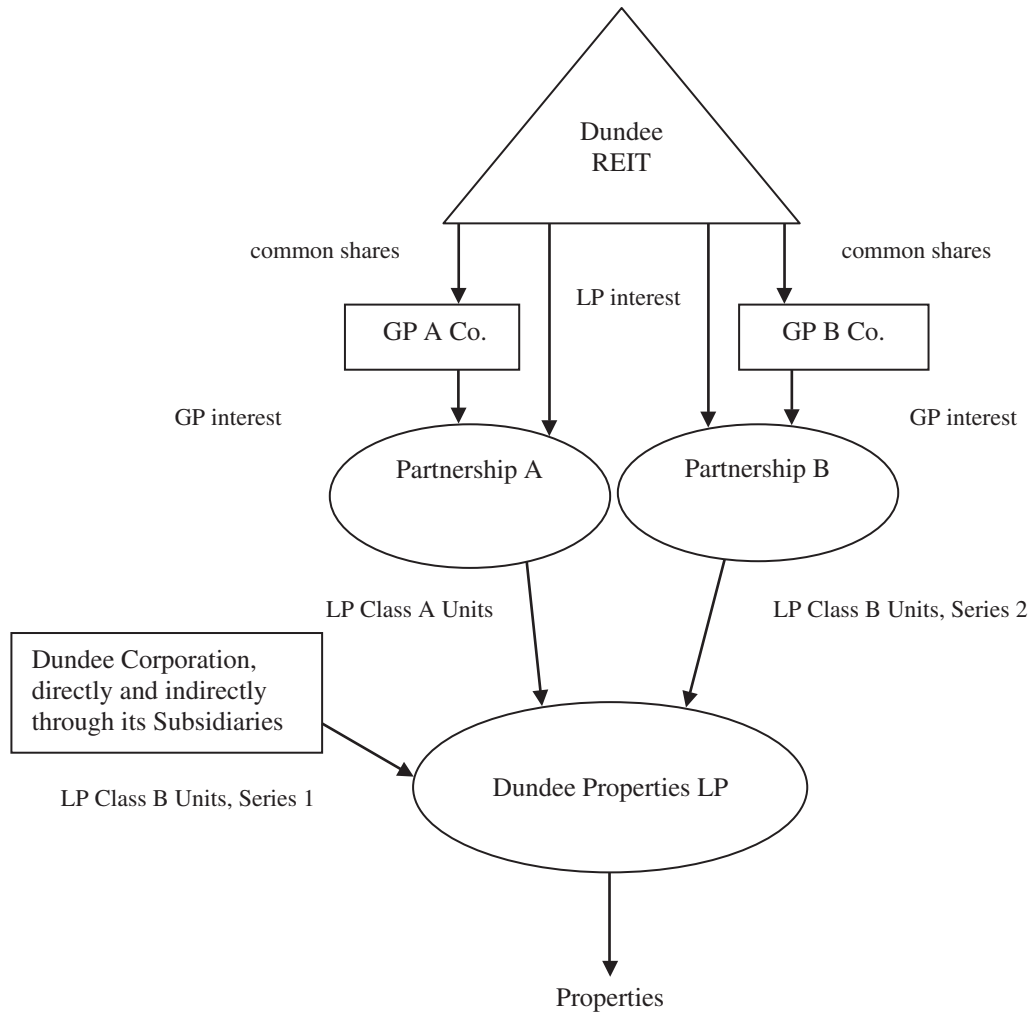 Dundee
REIT
common shares
common shares
LP interest
GP A Co.
GP B Co.
GP interest
GP interest
Partnership A
Partnership B
LP Class A Units
LP Class B Units, Series 2
Dundee Corporation,
directly and indirectly
through its Subsidiaries
Dundee Properties LP
LP Class B Units, Series 1
Properties